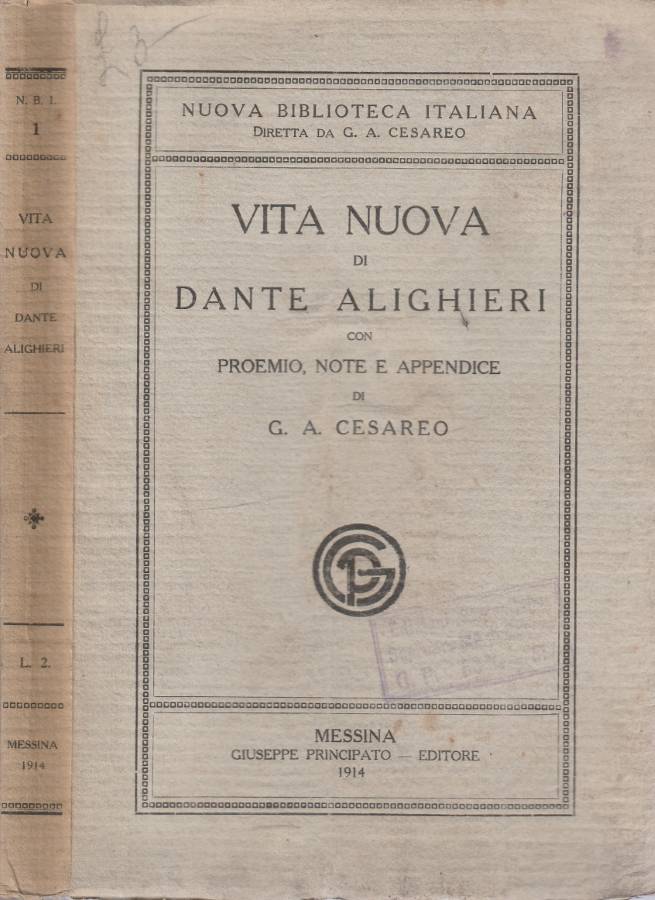 N. B. I.
1
VITA
NUOVA
DI
DANTE
ALIGHIERI
L. 2.
MESSINA
1914
NUOVA BIBLIOTECA ITALIANA
DIRETTA DA G. A. CESAREO
VITA NUOVA
DI
DANTE ALIGHIERI
CON
PROEMIO, NOTE E APPENDICE
DI
G. A. CESAREO
MESSINA
GIUSEPPE PRINCIPATO — EDITORE
1914